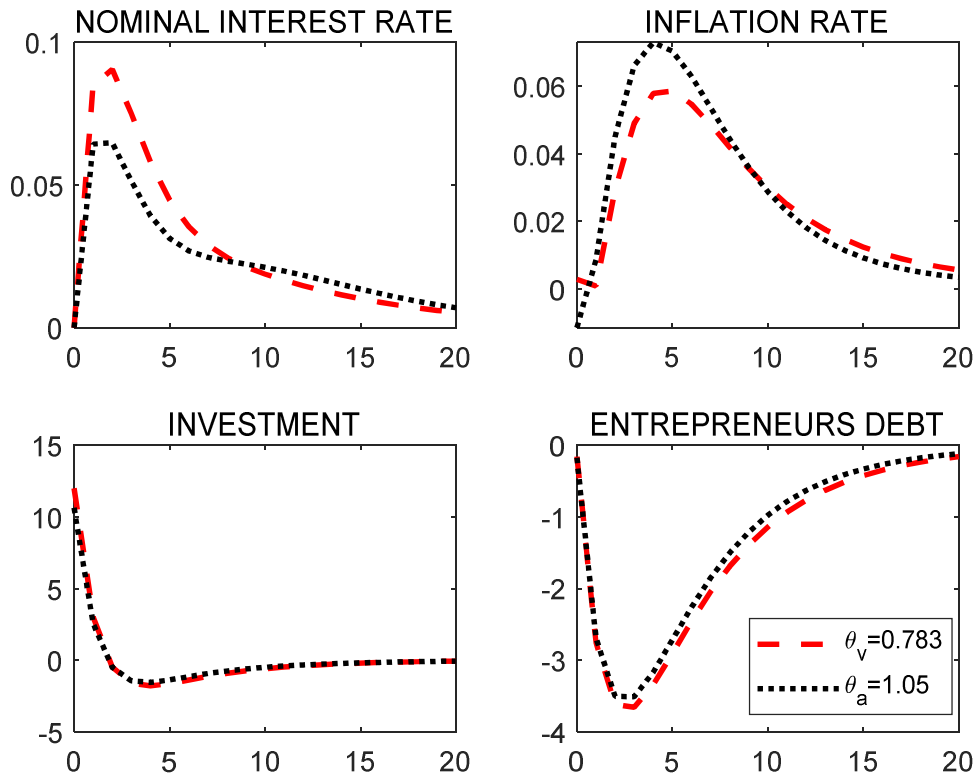 NOMINAL INTEREST RATE
0.1
0.05
0
0 5 10 15 20
INFLATION RATE
0.06
0.04
0.02
0
0 5 10 15 20
INVESTMENT
15
10
5
0
-5
0 5 10 15 20
ENTREPRENEURS DEBT
0
-1
-2
-3
-4
0 5 10 15 20
θv=0.783
θa=1.05